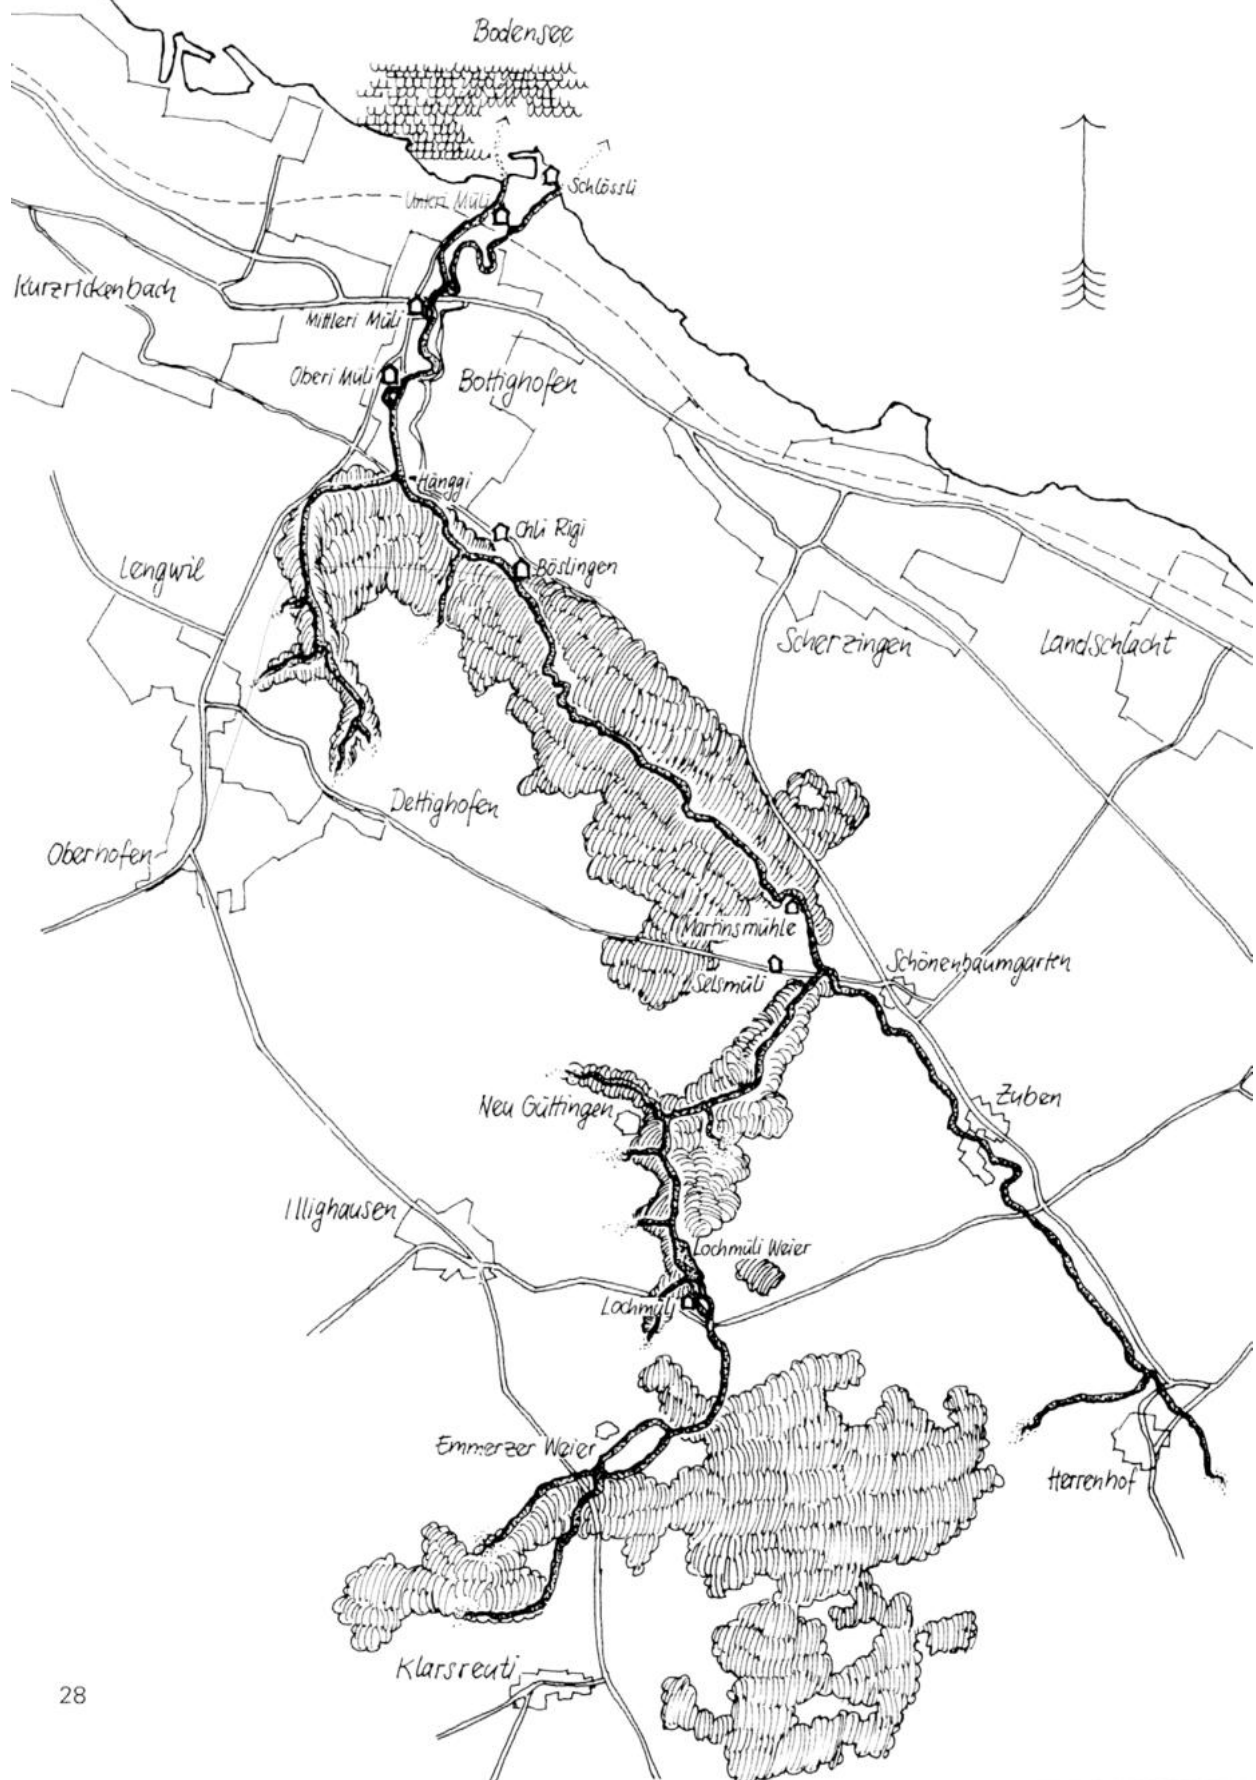 Bodensee
Schlössli
Unteri Müli
Kurzrickenbach
Mittleri Müli
Oberi Müli
Bottighofen
Hänggi
Chli Rigi
Böslingen
Lengwil
Scherzingen
Landschlacht
Dettighofen
Oberhofen
Martinsmühle
Schönenbaumgarten
Selsmüli
Zuben
Neu Güttingen
Illighausen
Lochmüli Weier
Lochmüli
Emmerzer Weier
Herrenhof
Klarsreuti
28